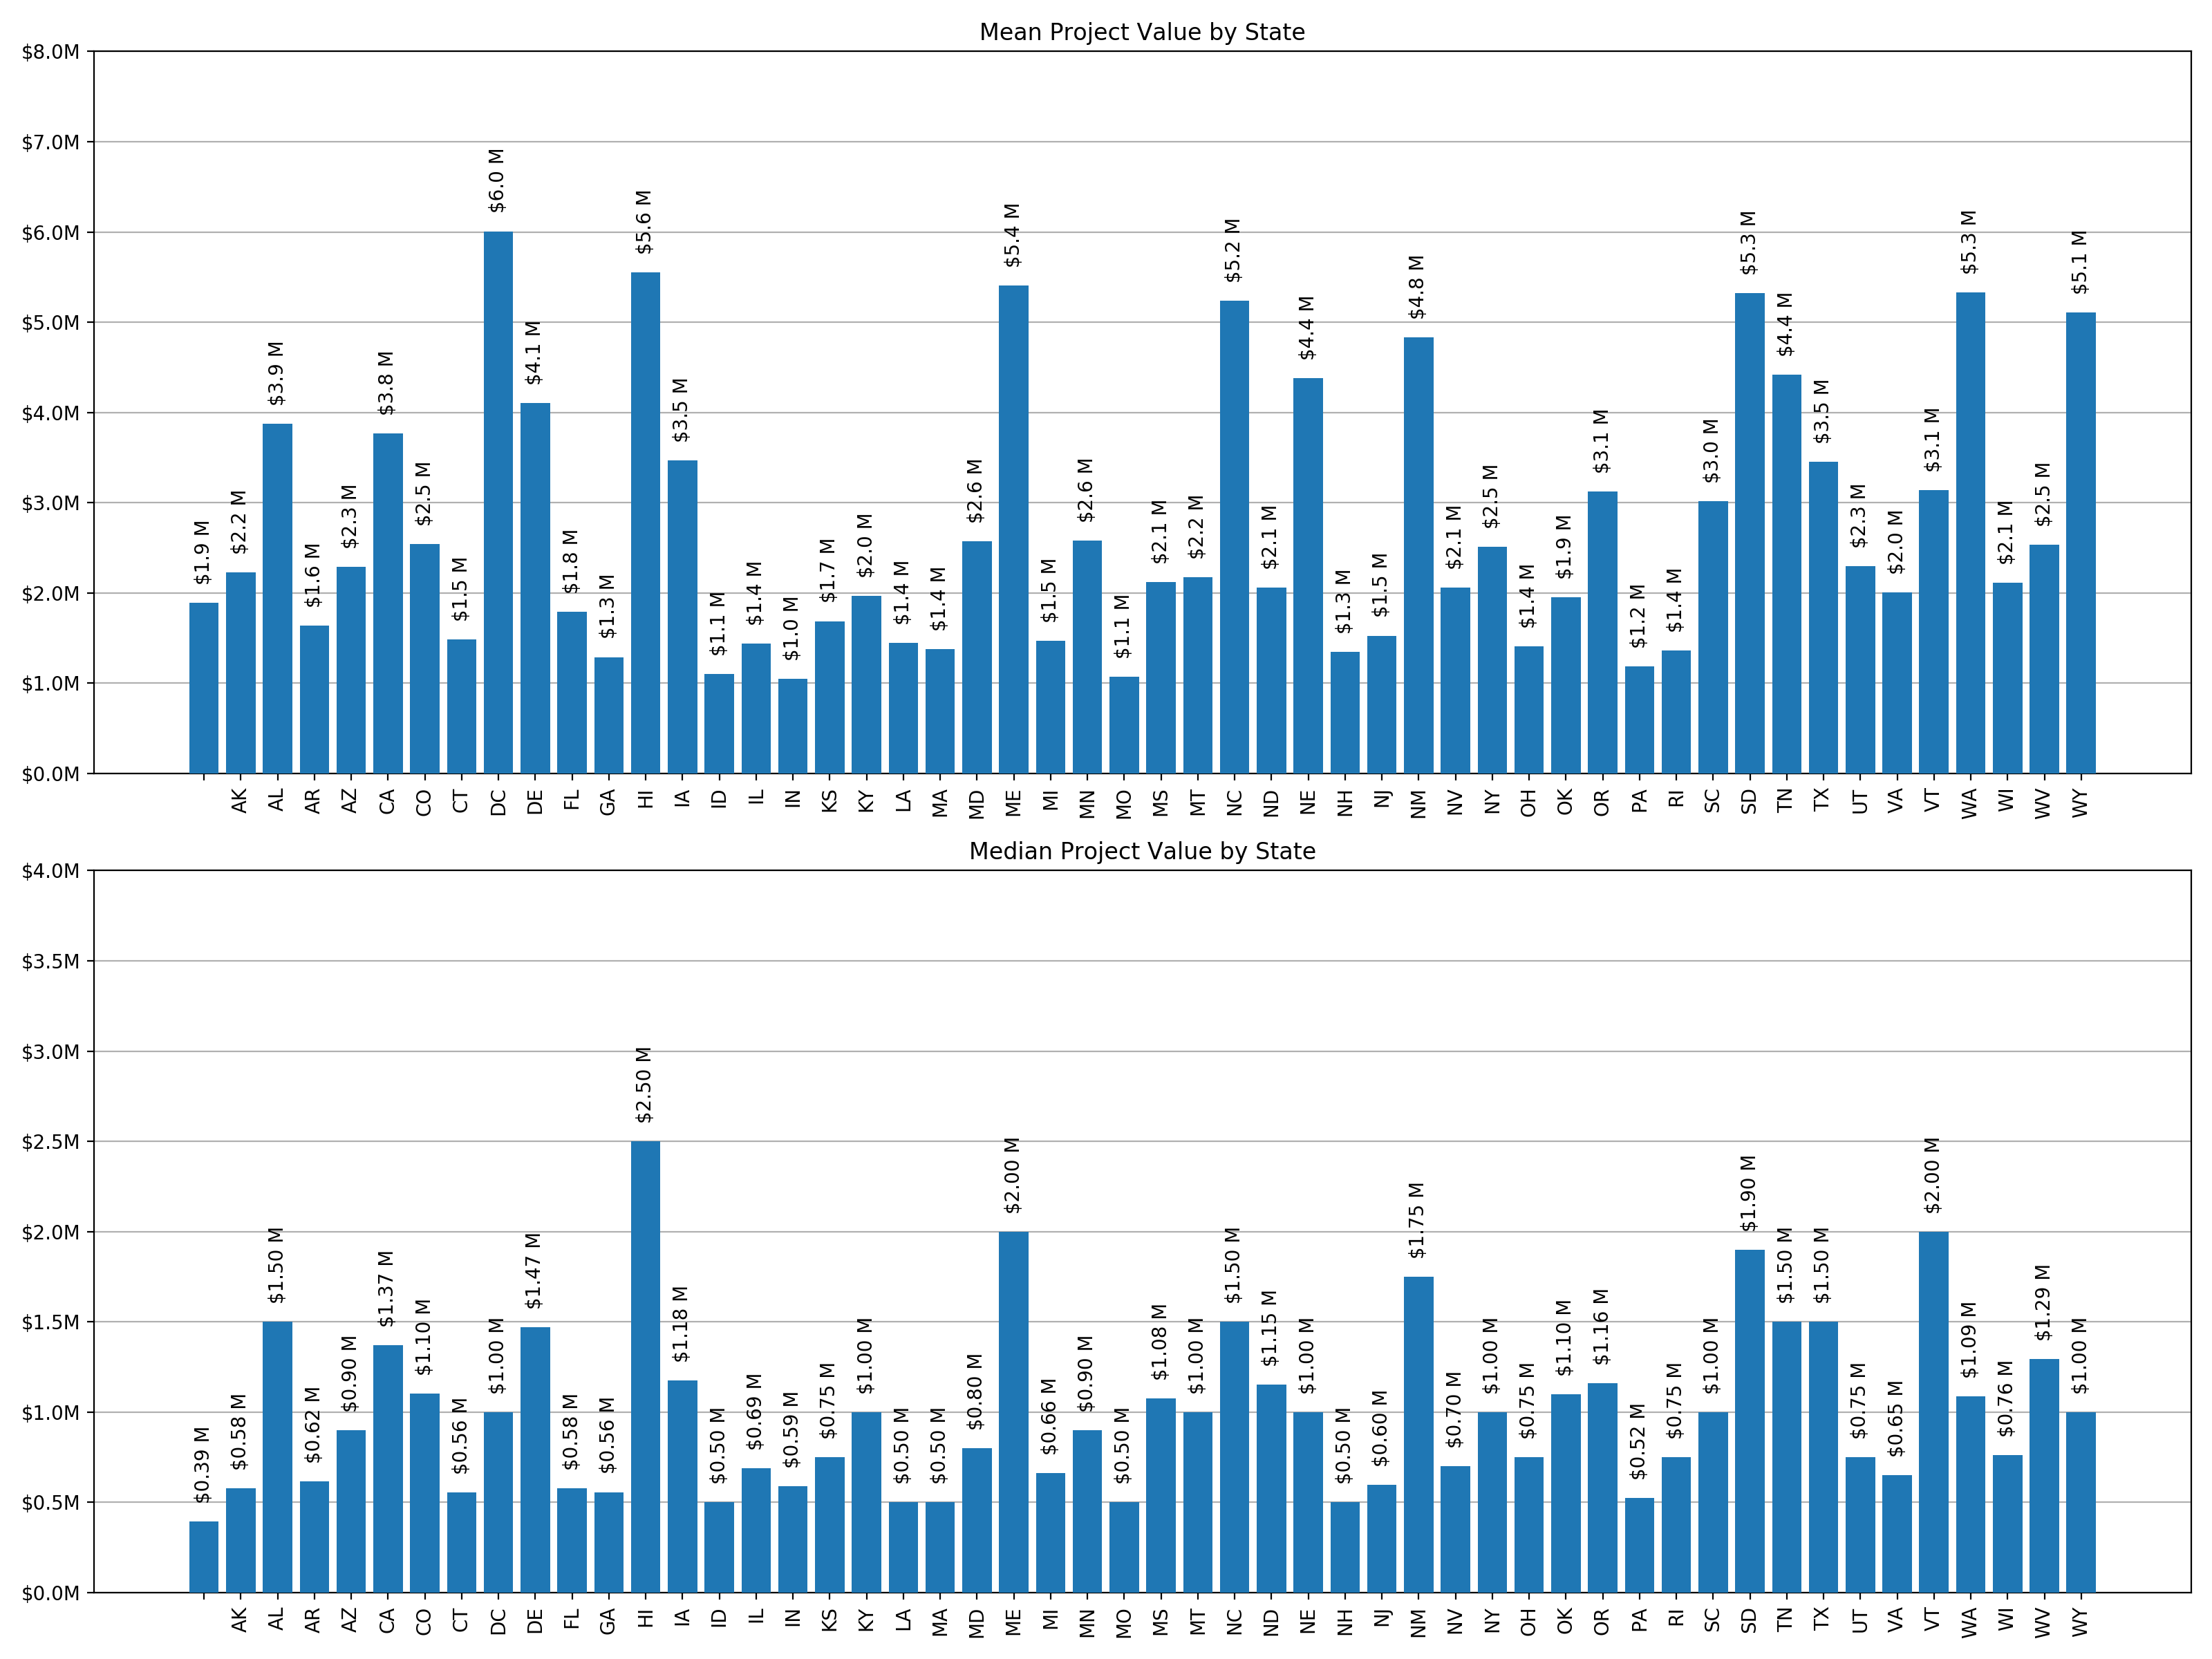 Mean Project Value by State
$8.0M
$7.0M
$6.0M
$5.0M
$4.0M
$3.0M
$2.0M
$1.0M
$0.0M
$1.9 M
$2.2 M
$3.9 M
$1.6 M
$2.3 M
$3.8 M
$2.5 M
$1.5 M
$6.0 M
$4.1 M
$1.8 M
$1.3 M
$5.6 M
$3.5 M
$1.1 M
$1.4 M
$1.0 M
$1.7 M
$2.0 M
$1.4 M
$1.4 M
$2.6 M
$5.4 M
$1.5 M
$2.6 M
$1.1 M
$2.1 M
$2.2 M
$5.2 M
$2.1 M
$4.4 M
$1.3 M
$1.5 M
$4.8 M
$2.1 M
$2.5 M
$1.4 M
$1.9 M
$3.1 M
$1.2 M
$1.4 M
$3.0 M
$5.3 M
$4.4 M
$3.5 M
$2.3 M
$2.0 M
$3.1 M
$5.3 M
$2.1 M
$2.5 M
$5.1 M
AK
AL
AR
AZ
CA
CO
CT
DC
DE
FL
GA
HI
IA
ID
IL
IN
KS
KY
LA
MA
MD
ME
MI
MN
MO
MS
MT
NC
ND
NE
NH
NJ
NM
NV
NY
OH
OK
OR
PA
RI
SC
SD
TN
TX
UT
VA
VT
WA
WI
WV
WY
Median Project Value by State
$4.0M
$3.5M
$3.0M
$2.5M
$2.0M
$1.5M
$1.0M
$0.5M
$0.0M
$0.39 M
$0.58 M
$1.50 M
$0.62 M
$0.90 M
$1.37 M
$1.10 M
$0.56 M
$1.00 M
$1.47 M
$0.58 M
$0.56 M
$2.50 M
$1.18 M
$0.50 M
$0.69 M
$0.59 M
$0.75 M
$1.00 M
$0.50 M
$0.50 M
$0.80 M
$2.00 M
$0.66 M
$0.90 M
$0.50 M
$1.08 M
$1.00 M
$1.50 M
$1.15 M
$1.00 M
$0.50 M
$0.60 M
$1.75 M
$0.70 M
$1.00 M
$0.75 M
$1.10 M
$1.16 M
$0.52 M
$0.75 M
$1.00 M
$1.90 M
$1.50 M
$1.50 M
$0.75 M
$0.65 M
$2.00 M
$1.09 M
$0.76 M
$1.29 M
$1.00 M
AK
AL
AR
AZ
CA
CO
CT
DC
DE
FL
GA
HI
IA
ID
IL
IN
KS
KY
LA
MA
MD
ME
MI
MN
MO
MS
MT
NC
ND
NE
NH
NJ
NM
NV
NY
OH
OK
OR
PA
RI
SC
SD
TN
TX
UT
VA
VT
WA
WI
WV
WY